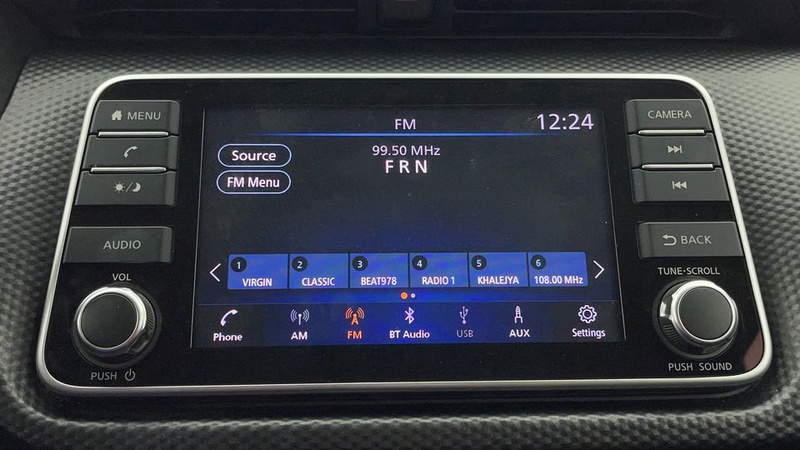 MENU
AUDIO
VOL
PUSH
FM
12:24
Source
99.50 MHz
F R N
FM Menu
1 2 3 4 5 6
VIRGIN CLASSIC BEAT978 RADIO 1 KHALEJYA 108.00 MHz
Phone AM FM BT Audio USB AUX Settings
CAMERA
BACK
TUNE·SCROLL
PUSH SOUND